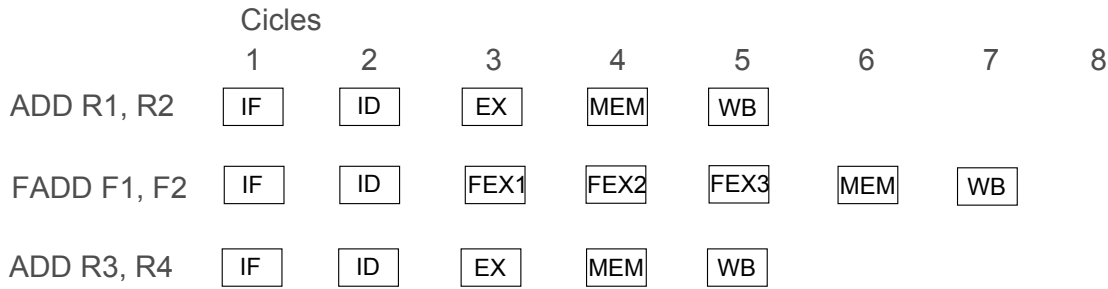 Cicles
1 2 3 4 5 6 7 8
ADD R1, R2 IF ID EX MEM WB
FADD F1, F2 IF ID FEX1 FEX2 FEX3 MEM WB
ADD R3, R4 IF ID EX MEM WB